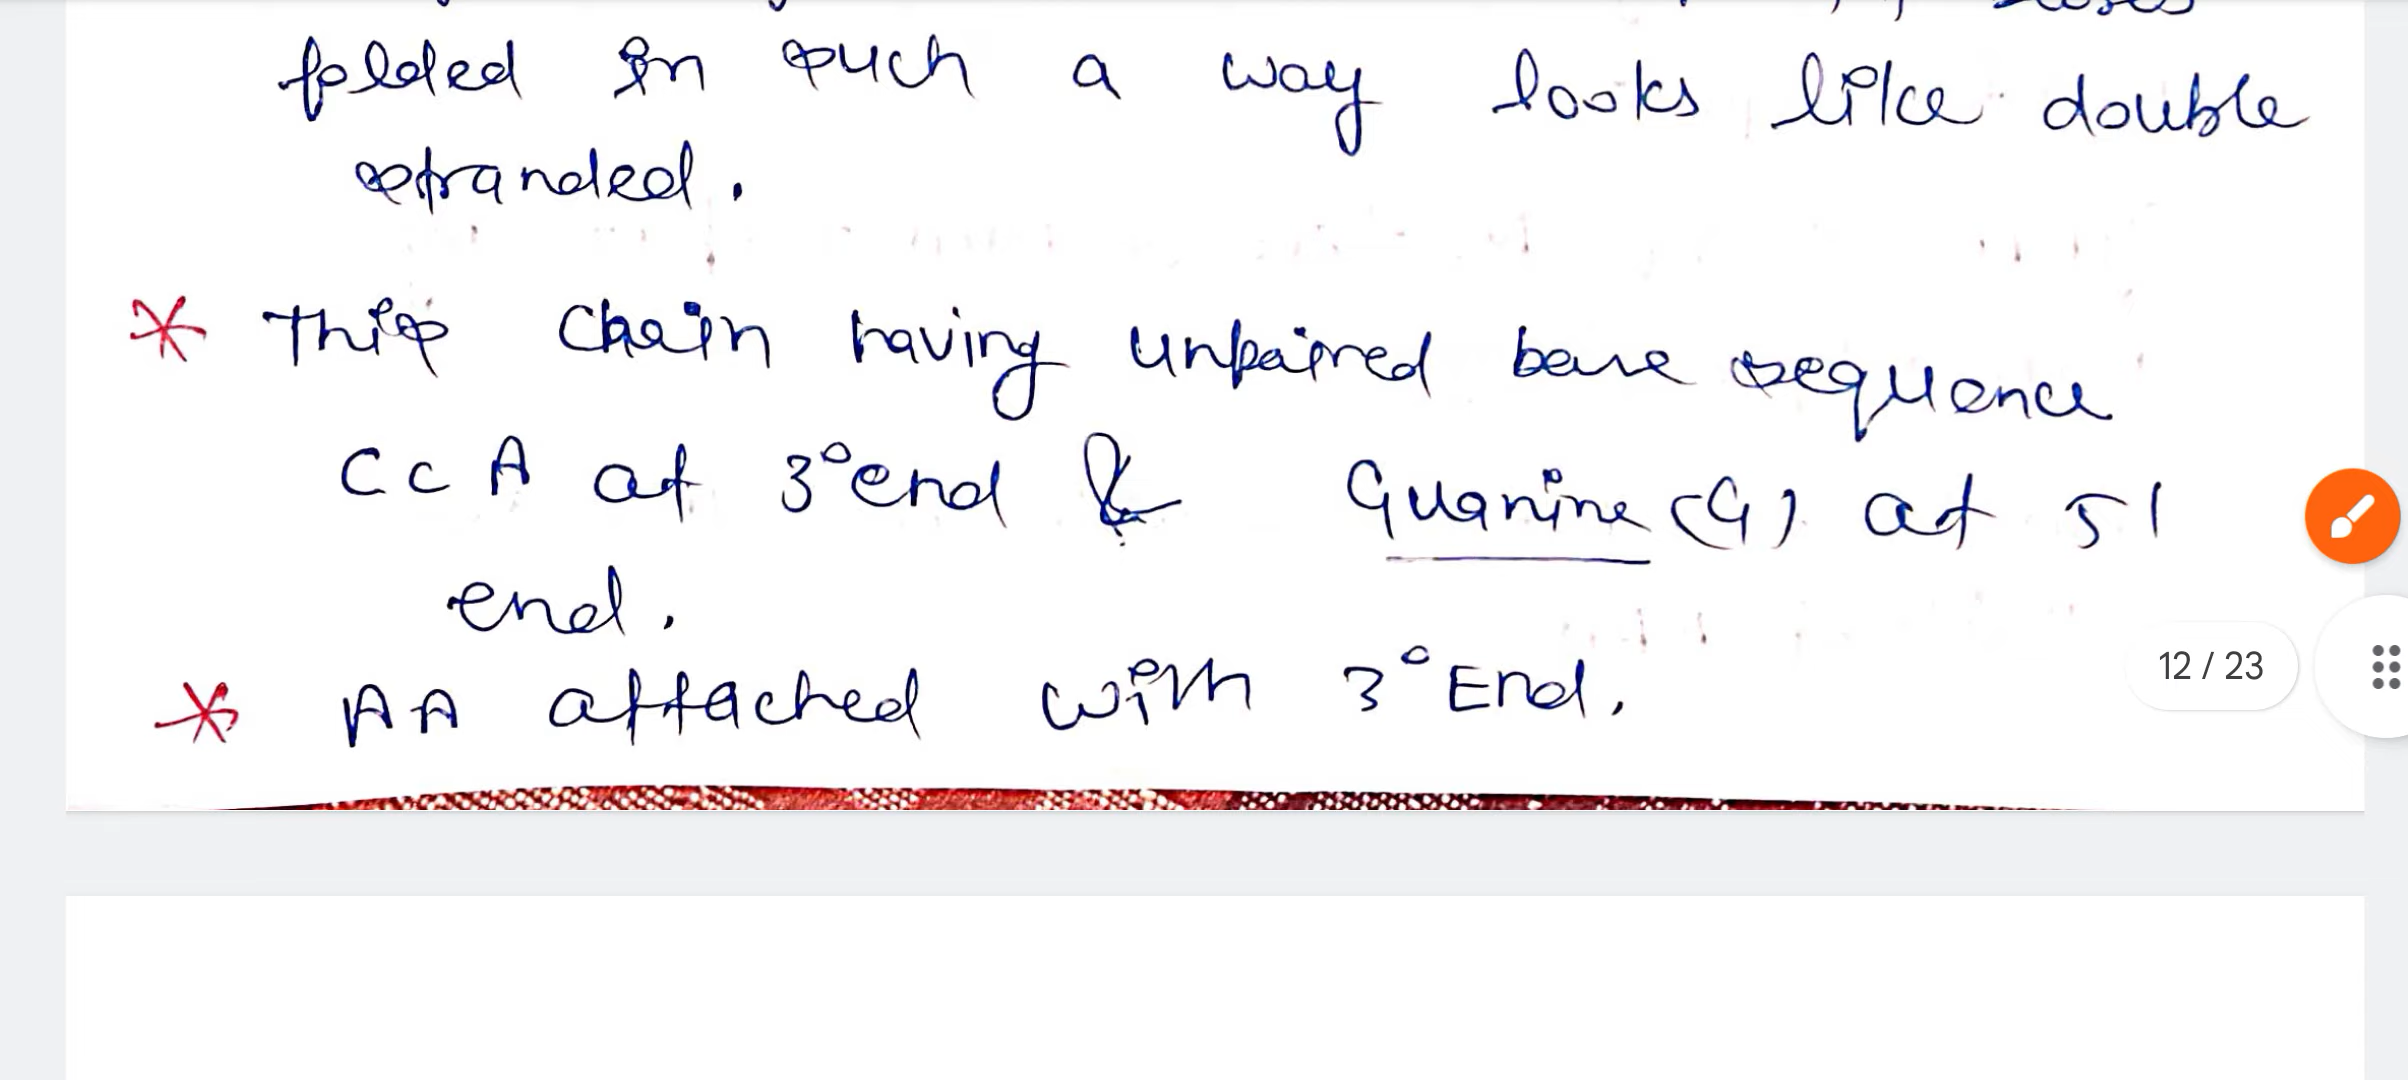 folded in such a way looks like double
stranded.
* This chain having unpaired base sequence
CCA at 3° end & Guanine (G) at 5'
end.
* AA attached with 3° End.
12 / 23